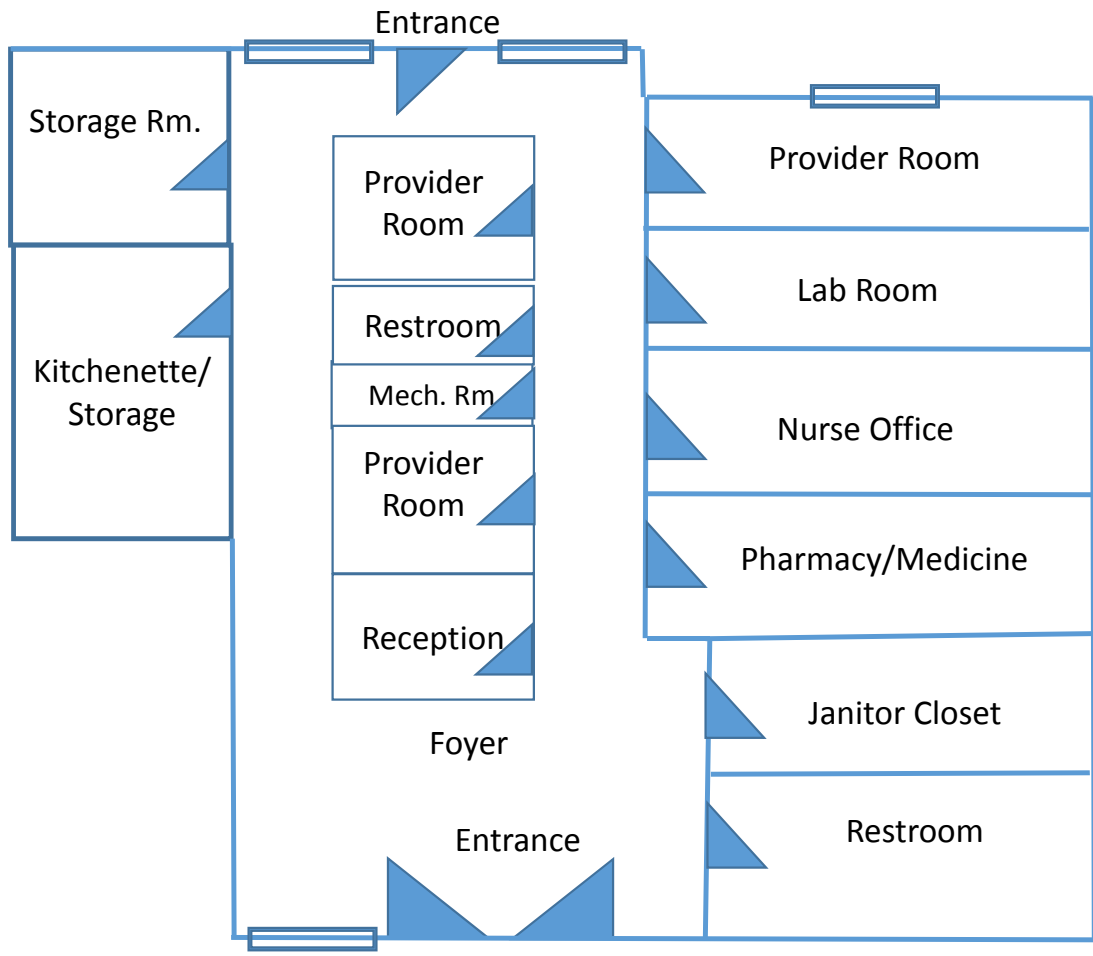 Entrance
Storage Rm.
Provider
Room
Provider Room
Lab Room
Restroom
Kitchenette/
Storage
Mech. Rm
Nurse Office
Provider
Room
Pharmacy/Medicine
Reception
Janitor Closet
Foyer
Entrance
Restroom